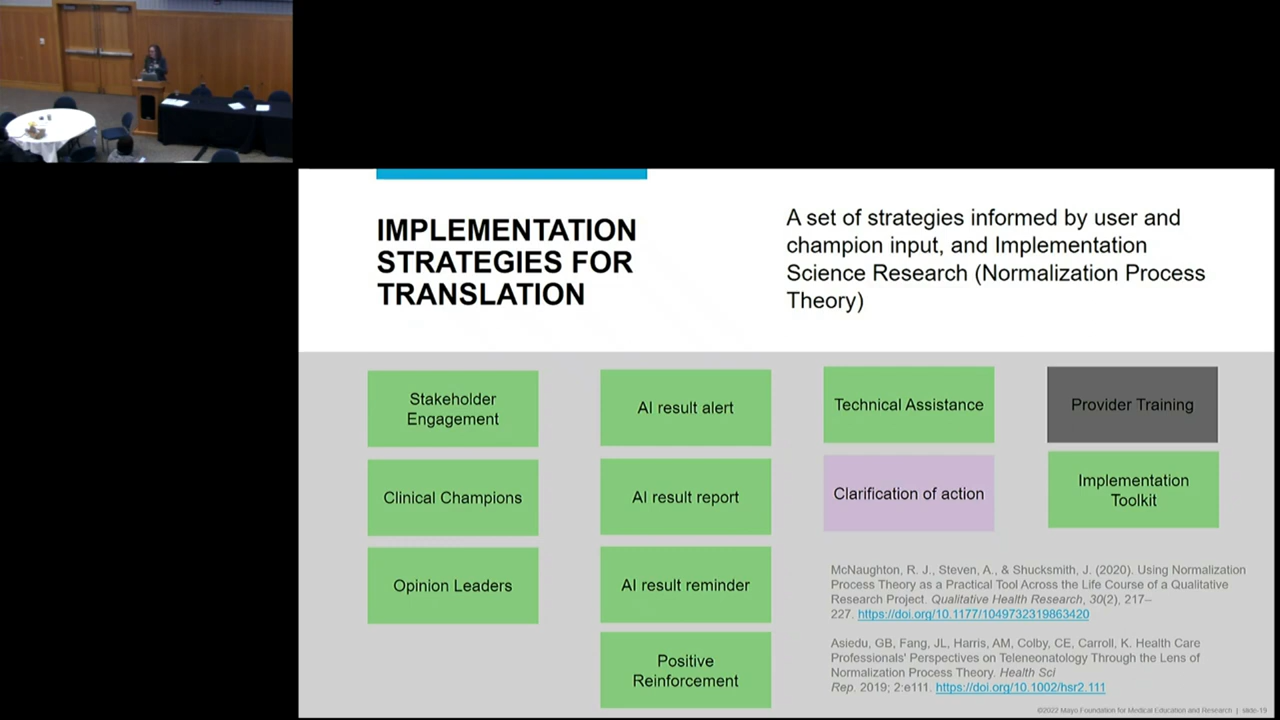 IMPLEMENTATION
STRATEGIES FOR
TRANSLATION
A set of strategies informed by user and
champion input, and Implementation
Science Research (Normalization Process
Theory)
Stakeholder
Engagement
Clinical Champions
Opinion Leaders
AI result alert
AI result report
AI result reminder
Positive
Reinforcement
Technical Assistance
Clarification of action
Provider Training
Implementation
Toolkit
McNaughton, R. J., Steven, A., & Shucksmith, J. (2020). Using Normalization
Process Theory as a Practical Tool Across the Life Course of a Qualitative
Research Project. Qualitative Health Research, 30(2), 217–
227. https://doi.org/10.1177/1049732319863420
Asiedu, GB, Fang, JL, Harris, AM, Colby, CE, Carroll, K. Health Care
Professionals' Perspectives on Teleneonatology Through the Lens of
Normalization Process Theory. Health Sci
Rep. 2019; 2:e111. https://doi.org/10.1002/hsr2.111
©2022 Mayo Foundation for Medical Education and Research | slide-19